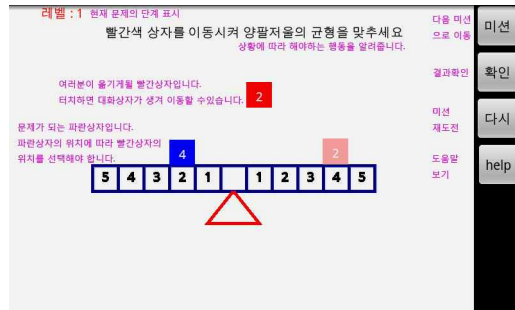 레벨 : 1 현재 문제의 단계 표시
빨간색 상자를 이동시켜 양팔저울의 균형을 맞추세요
상황에 따라 해야하는 행동을 알려줍니다.
다음 미션
으로 이동
미션
여러분이 옮기게될 빨간상자입니다.
터치하면 대화상자가 생겨 이동할 수있습니다.
2
결과확인
확인
문제가 되는 파란상자입니다.
파란상자의 위치에 따라 빨간상자의
위치를 선택해야 합니다.
4
2
미션
재도전
다시
도움말
보기
help
5 4 3 2 1 1 2 3 4 5